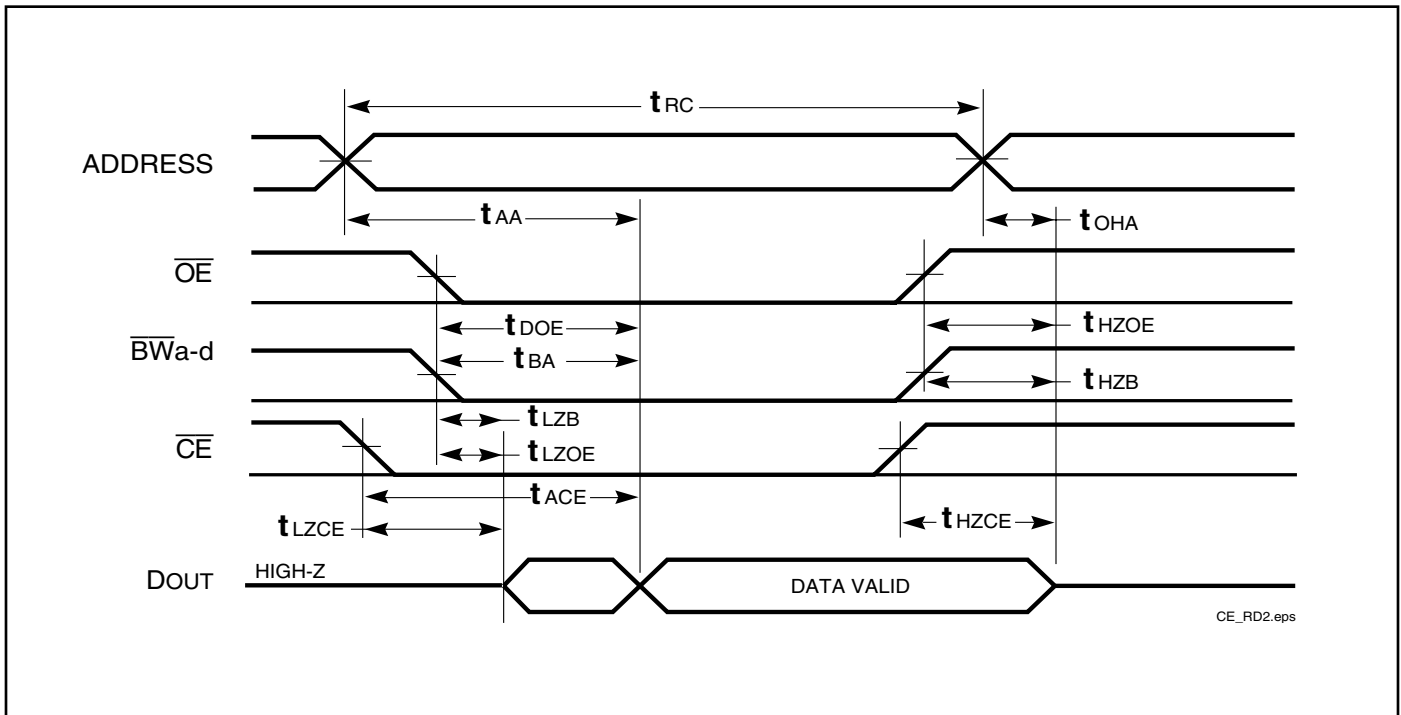 tRC
ADDRESS
tAA
tOHA
OE
tDOE
tHZOE
BWa-d
tBA
tHZB
tLZB
CE
tLZOE
tACE
tLZCE
tHZCE
DOUT
HIGH-Z
DATA VALID
CE_RD2.eps